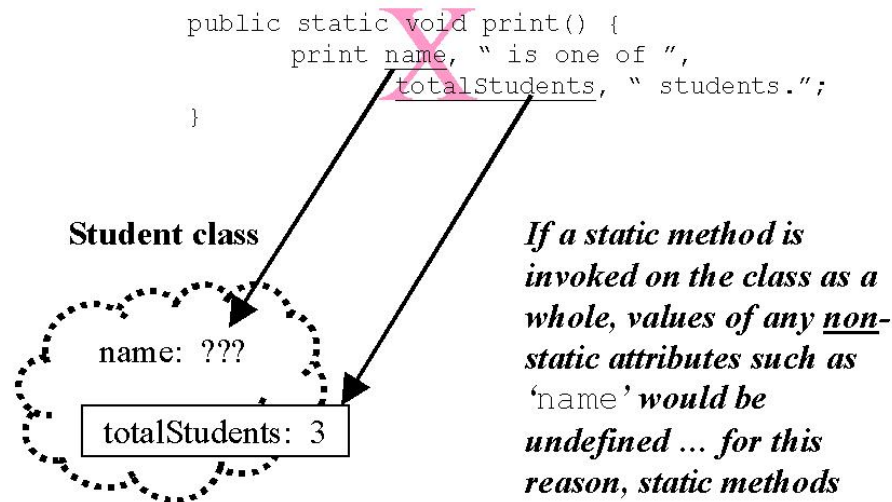 public static void print() {
print name, “ is one of ”,
totalStudents, “ students.”;
}
X
Student class
name: ???
totalStudents: 3
If a static method is
invoked on the class as a
whole, values of any non-
static attributes such as
‘name’ would be
undefined … for this
reason, static methods